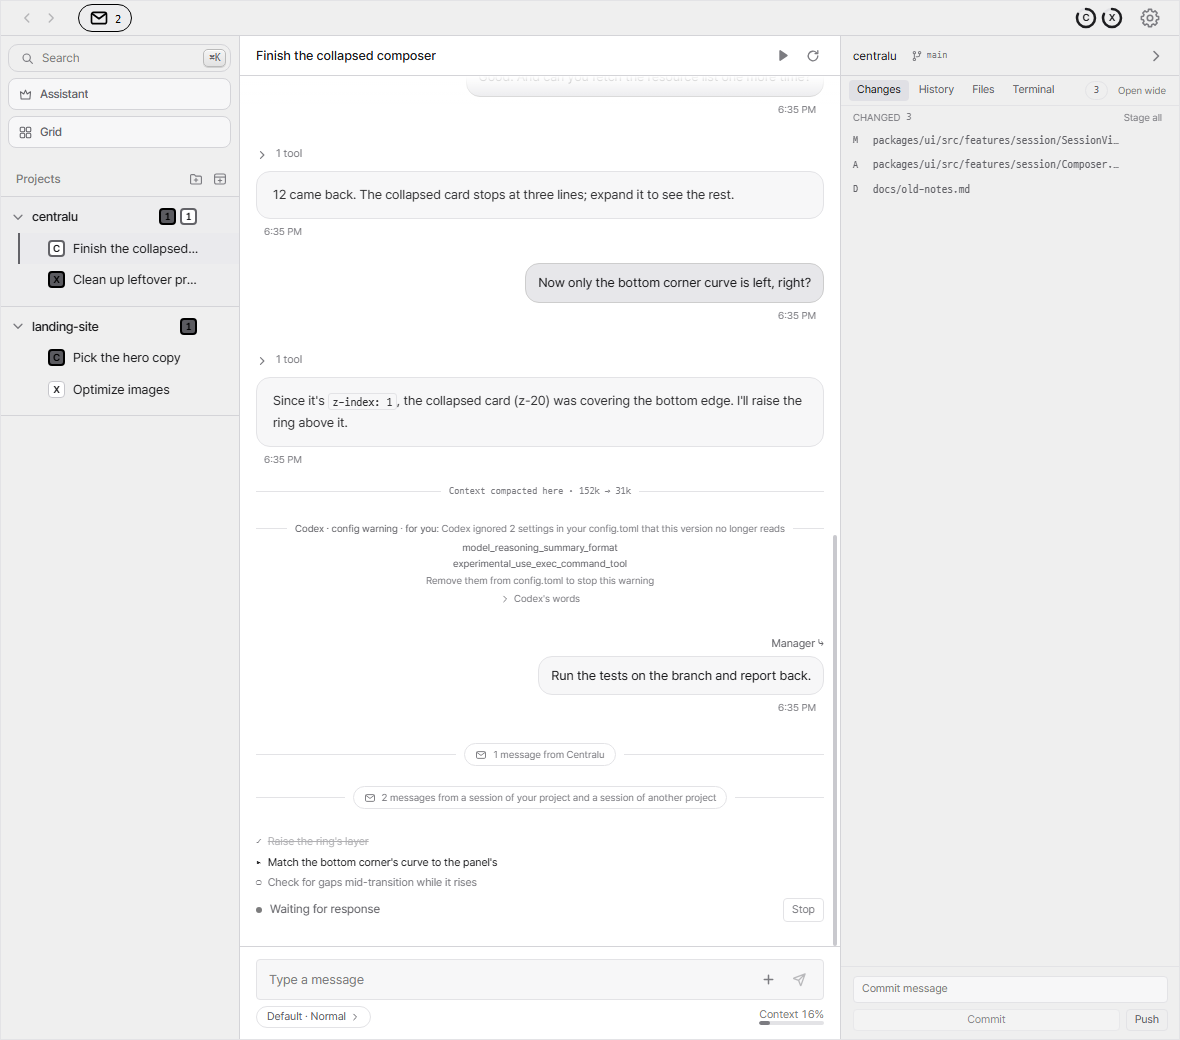 2
C
X
Search
⌘K
Assistant
Grid
Projects
centralu
1
1
C
Finish the collapsed...
X
Clean up leftover pr...
landing-site
1
C
Pick the hero copy
X
Optimize images
Finish the collapsed composer
Good. And can you fetch the resource list one more time?
6:35 PM
1 tool
12 came back. The collapsed card stops at three lines; expand it to see the rest.
6:35 PM
Now only the bottom corner curve is left, right?
6:35 PM
1 tool
Since it's z-index: 1, the collapsed card (z-20) was covering the bottom edge. I'll raise the
ring above it.
6:35 PM
Context compacted here · 152k → 31k
Codex · config warning · for you: Codex ignored 2 settings in your config.toml that this version no longer reads
model_reasoning_summary_format
experimental_use_exec_command_tool
Remove them from config.toml to stop this warning
Codex's words
Manager
Run the tests on the branch and report back.
6:35 PM
1 message from Centralu
2 messages from a session of your project and a session of another project
Raise the ring's layer
Match the bottom corner's curve to the panel's
Check for gaps mid-transition while it rises
Waiting for response
Stop
Type a message
Default · Normal
Context 16%
centralu
main
Changes
History
Files
Terminal
3
Open wide
CHANGED 3
Stage all
M packages/ui/src/features/session/SessionVi…
A packages/ui/src/features/session/Composer.…
D docs/old-notes.md
Commit message
Commit
Push